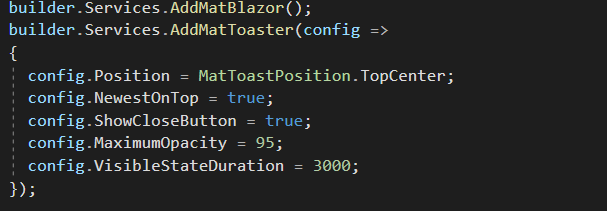 builder.Services.AddMatBlazor();
builder.Services.AddMatToaster(config =>
{
config.Position = MatToastPosition.TopCenter;
config.NewestOnTop = true;
config.ShowCloseButton = true;
config.MaximumOpacity = 95;
config.VisibleStateDuration = 3000;
});